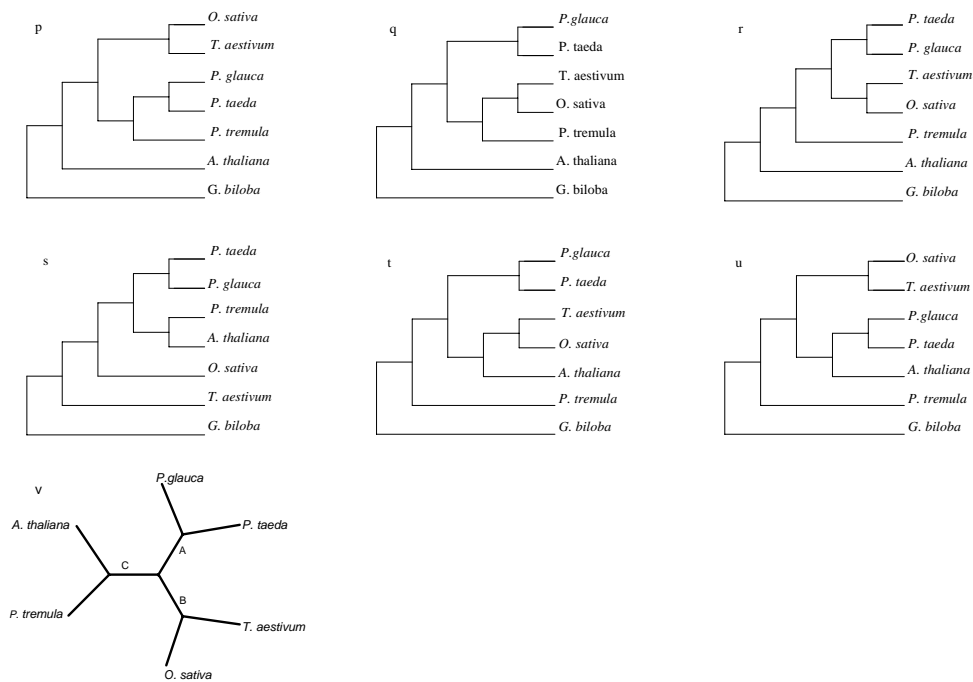 p
O. sativa
T. aestivum
P. glauca
P. taeda
P. tremula
A. thaliana
G. biloba
q
P.glauca
P. taeda
T. aestivum
O. sativa
P. tremula
A. thaliana
G. biloba
r
P. taeda
P. glauca
T. aestivum
O. sativa
P. tremula
A. thaliana
G. biloba
s
P. taeda
P. glauca
P. tremula
A. thaliana
O. sativa
T. aestivum
G. biloba
t
P.glauca
P. taeda
T. aestivum
O. sativa
A. thaliana
P. tremula
G. biloba
u
O. sativa
T. aestivum
P.glauca
P. taeda
A. thaliana
P. tremula
G. biloba
v
P.glauca
A. thaliana
P. taeda
A
C
B
P. tremula
T. aestivum
O. sativa